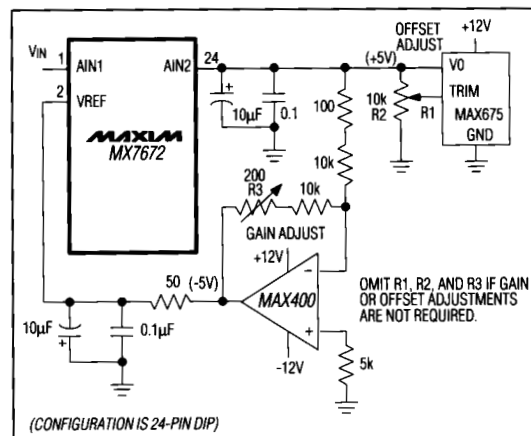 OFFSET
ADJUST
+12V
VIN
1
AIN1
AIN2
24
(+5V)
VO
2
VREF
+
10µF
0.1
100
10k
R2
R1
TRIM
MAX675
GND
MAXIM
MX7672
10k
200
R3
10k
GAIN ADJUST
+12V
−
50
(-5V)
MAX400
OMIT R1, R2, AND R3 IF GAIN
OR OFFSET ADJUSTMENTS
ARE NOT REQUIRED.
10µF
+
0.1µF
+
-12V
5k
(CONFIGURATION IS 24-PIN DIP)